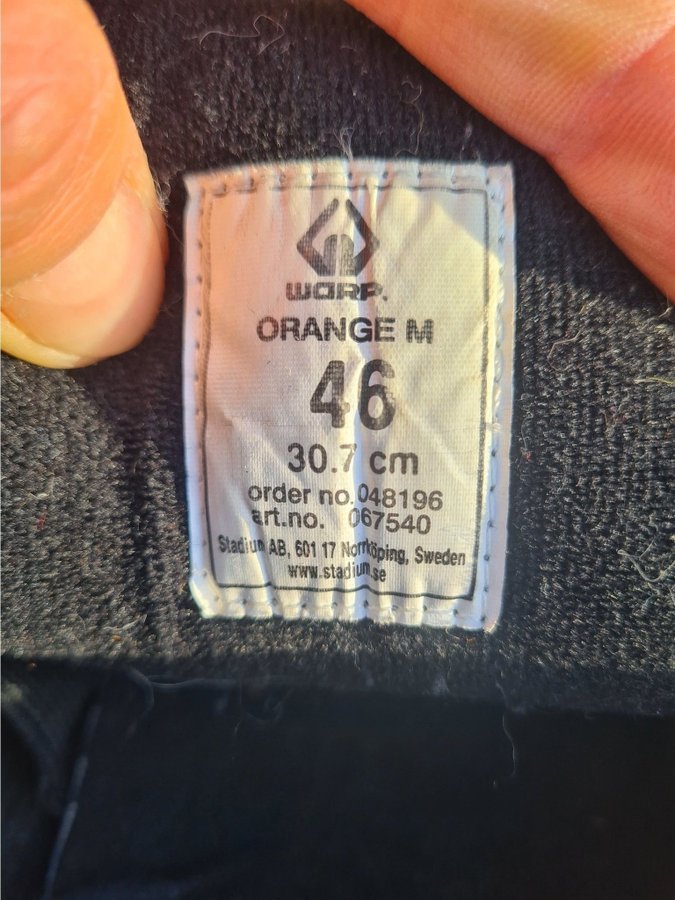 WARP.
ORANGE M
46
30.7 cm
order no. 048196
art.no. 067540
Stadium AB, 601 17 Norrköping, Sweden
www.stadium.se